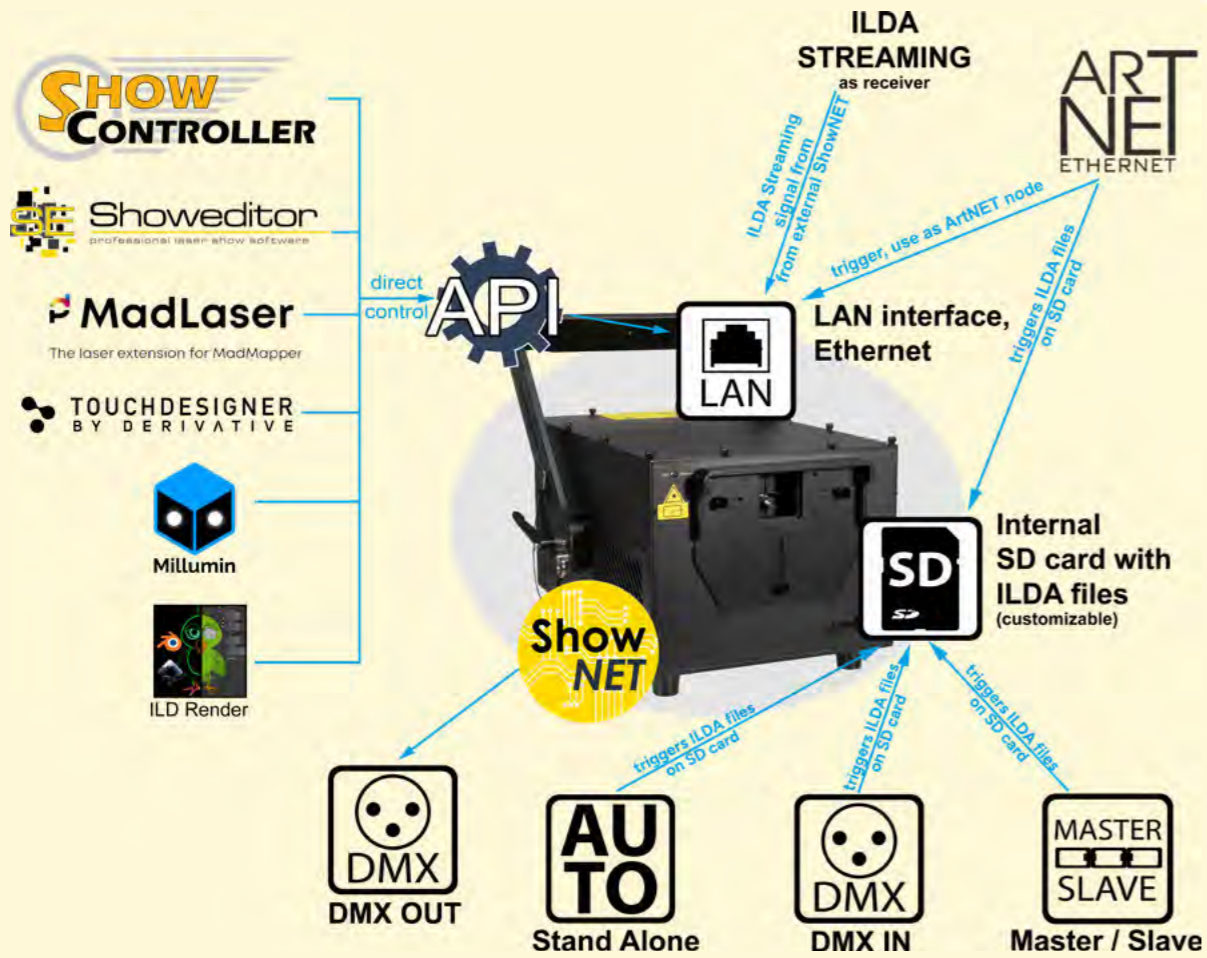 SHOW
CONTROLLER
SE Showeditor
professional laser show software
MadLaser
The laser extension for MadMapper
TOUCHDESIGNER
BY DERIVATIVE
Millumin
ILD Render
direct
control
API
ILDA
STREAMING
as receiver
ILDA Streaming
signal from
from external ShowNET
ART
NET
ETHERNET
trigger, use as ArtNET node
triggers ILDA files
on SD card
LAN
LAN interface,
Ethernet
SD
Internal
SD card with
ILDA files
(customizable)
Show
NET
triggers ILDA files
on SD card
triggers ILDA files
on SD card
triggers ILDA files
on SD card
DMX
DMX OUT
AU
TO
Stand Alone
DMX
DMX IN
MASTER
SLAVE
Master / Slave